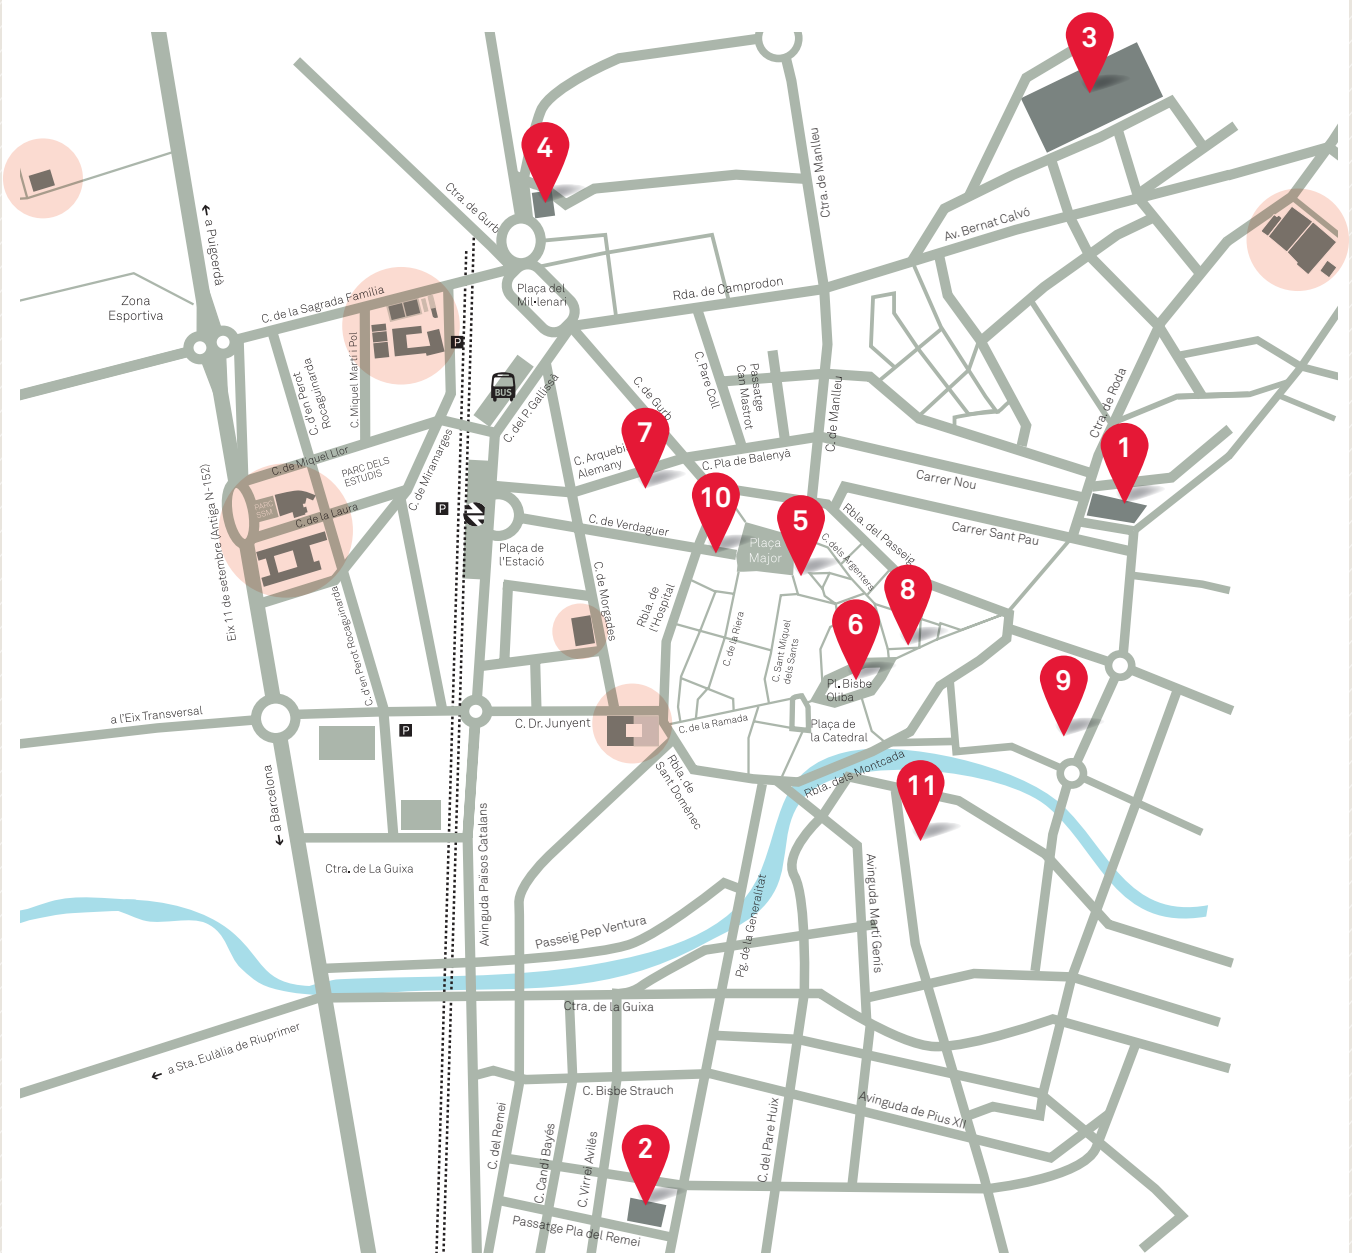 3
4
Ctra. de Manlleu
Ctra. de Gurb
a Puigcerdà
Av. Bernat Calvó
Zona
Esportiva
C. de la Sagrada Família
Plaça del
Mil·lenari
Rda. de Camprodon
P
C. Miquel Martí i Pol
C. d'en Perot
Rocaguinarda
BUS
C. del P. Gallissà
C. de Gurb
C. Pare Coll
Passatge
Can Mastrot
C. de Manlleu
Ctra. de Roda
7
1
C. Arquebi.
Alemany
C. Pla de Balenyà
C. de Miquel Llor
PARC DELS
ESTUDIS
C. de Miramarges
Carrer Nou
10
5
PARC
SSM
C. de la Laura
P
C. de Verdaguer
Plaça
Major
Rbla. del Passeig
C. dels Argenters
Carrer Sant Pau
Eix 11 de setembre (Antiga N-152)
Plaça de
l'Estació
C. de Morgades
Rbla. de
l'Hospital
8
6
C. d'en Perot Rocaguinarda
C. de la Riera
C. Sant Miquel
dels Sants
9
Pl. Bisbe
Oliba
a l'Eix Transversal
P
C. Dr. Junyent
C. de la Ramada
Plaça de
la Catedral
a Barcelona
Rbla. de
Sant Domènec
Rbla. dels Montcada
11
Ctra. de La Guixa
Avinguda Països Catalans
Avinguda Martí Genís
Passeig Pep Ventura
Pg. de la Generalitat
Ctra. de la Guixa
a Sta. Eulàlia de Riuprimer
C. Bisbe Strauch
Avinguda de Pius XII
C. del Remei
C. Candi Bayés
C. Virrei Avilés
2
C. del Pare Huix
Passatge Pla del Remei